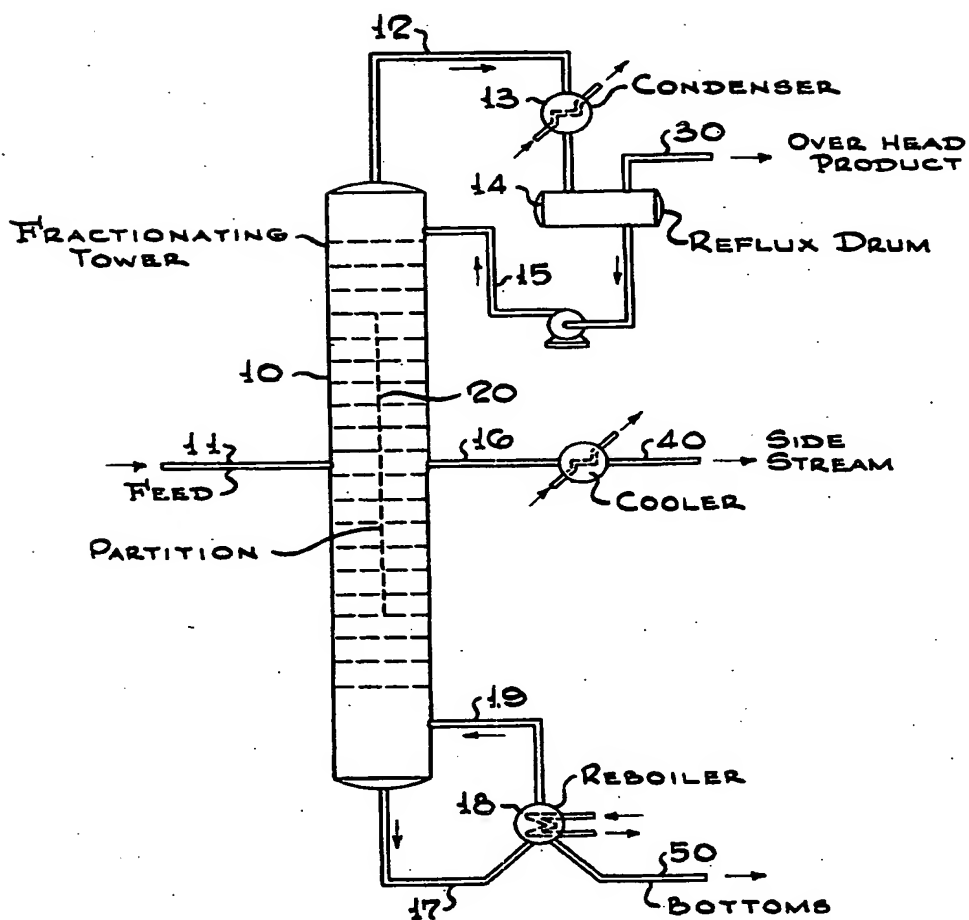 12
13
CONDENSER
30
OVER HEAD
PRODUCT
14
FRACTIONATING
TOWER
REFLUX DRUM
15
10
20
11
FEED
16
40
SIDE
STREAM
COOLER
PARTITION
19
REBOILER
18
50
17
BOTTOMS